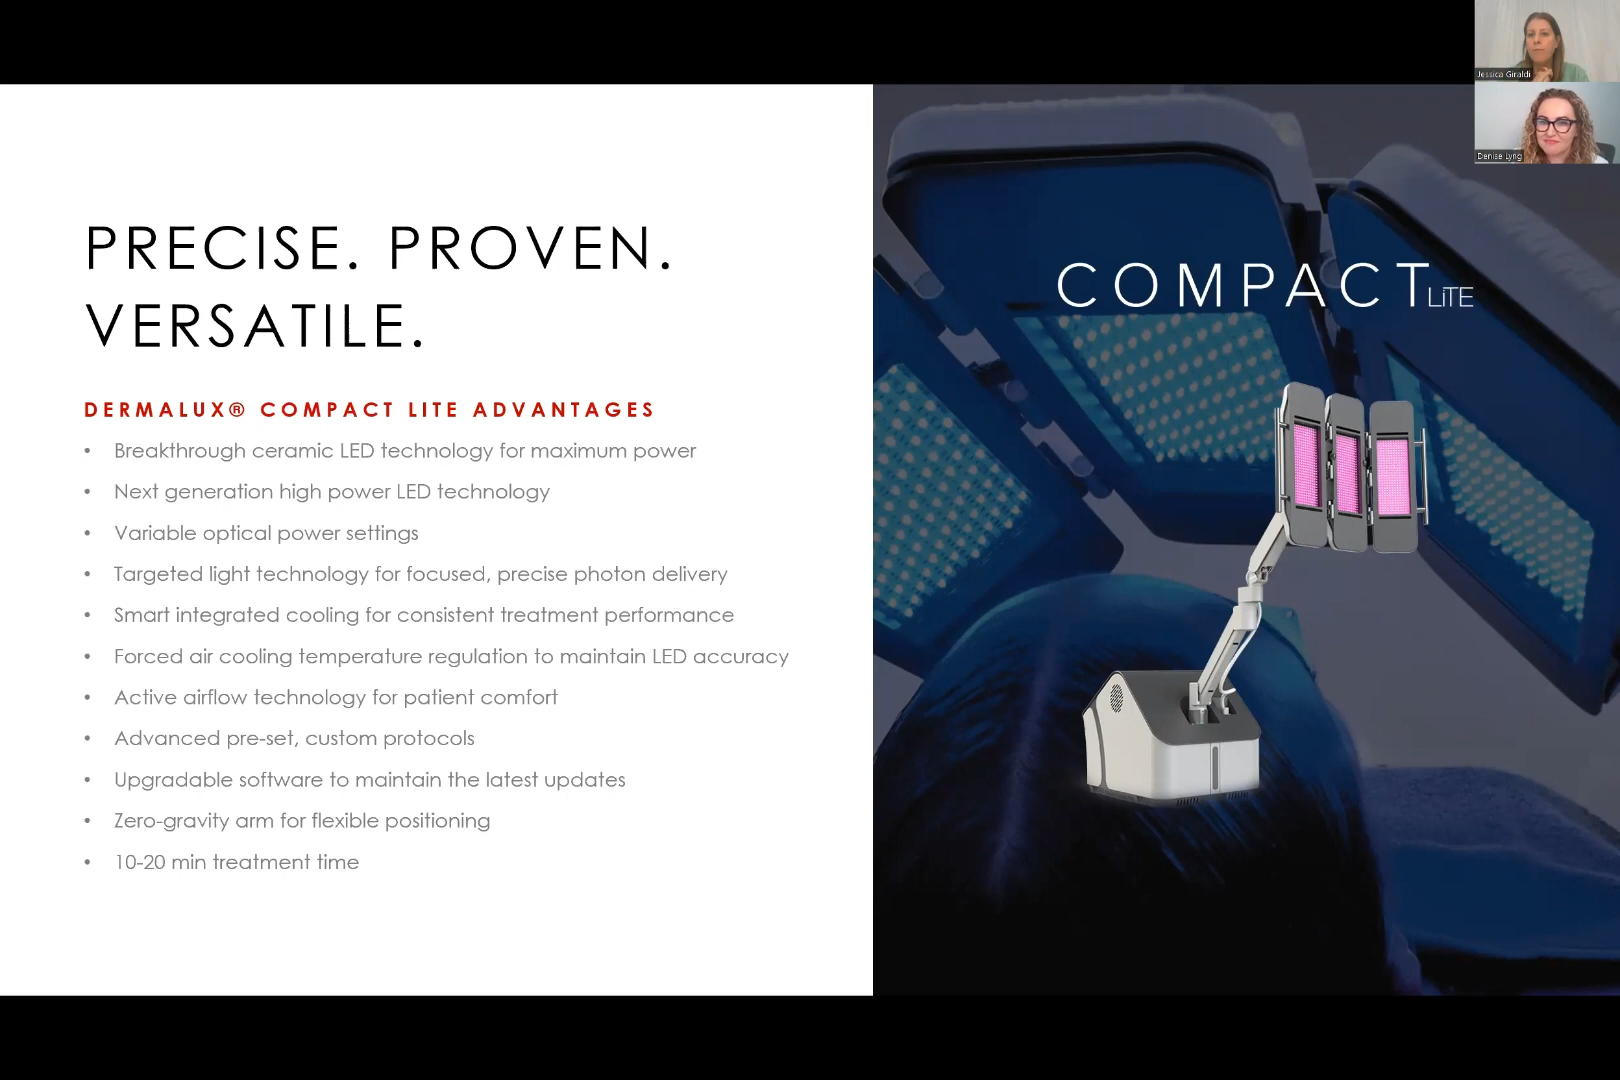 Jessica Giraldi
Denise Lyng
PRECISE. PROVEN.
VERSATILE.
DERMALUX® COMPACT LITE ADVANTAGES
• Breakthrough ceramic LED technology for maximum power
• Next generation high power LED technology
• Variable optical power settings
• Targeted light technology for focused, precise photon delivery
• Smart integrated cooling for consistent treatment performance
• Forced air cooling temperature regulation to maintain LED accuracy
• Active airflow technology for patient comfort
• Advanced pre-set, custom protocols
• Upgradable software to maintain the latest updates
• Zero-gravity arm for flexible positioning
• 10-20 min treatment time
COMPACT LiTE